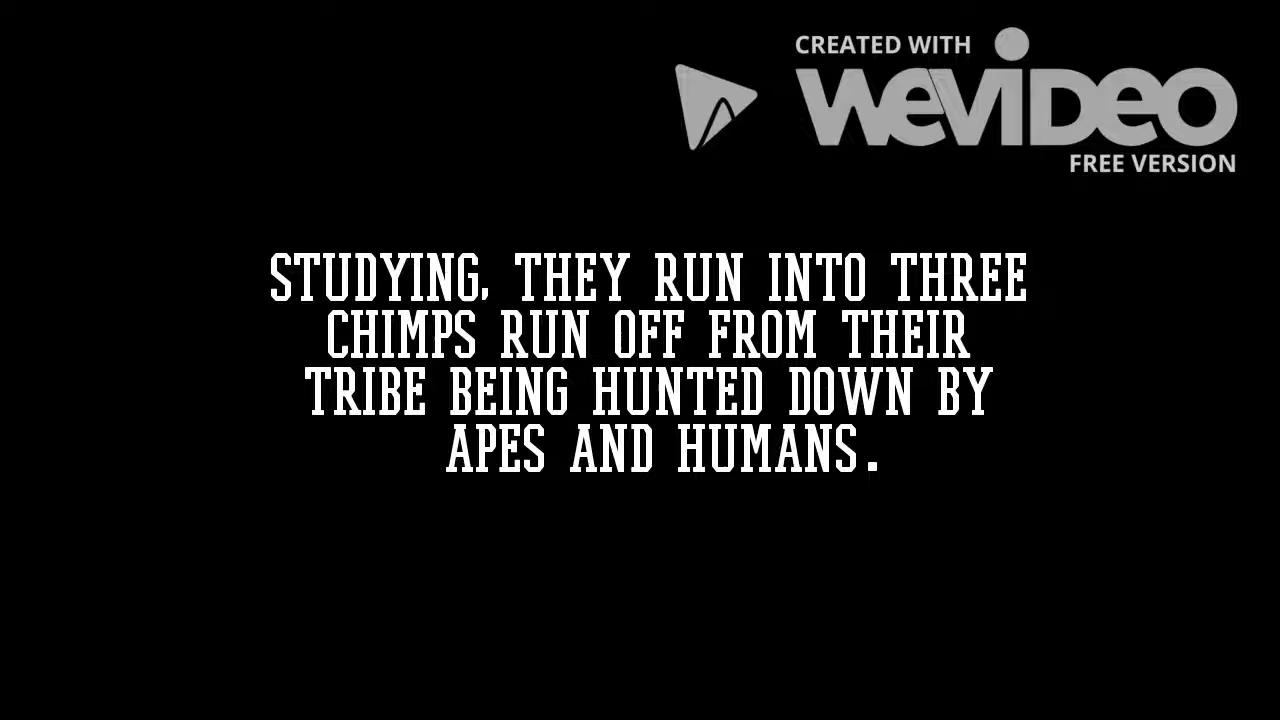 CREATED WITH
WEVIDEO
FREE VERSION
STUDYING, THEY RUN INTO THREE
CHIMPS RUN OFF FROM THEIR
TRIBE BEING HUNTED DOWN BY
APES AND HUMANS.